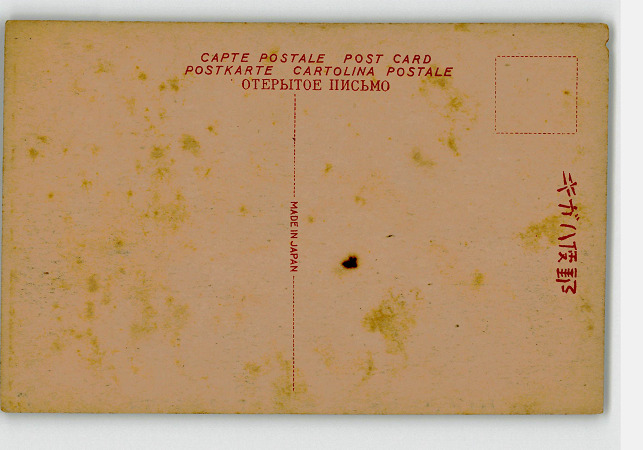 CAPTE POSTALE POST CARD
POSTKARTE CARTOLINA POSTALE
ОТЕРЫТОЕ ПИСЬМО
MADE IN JAPAN
キガハ便郵